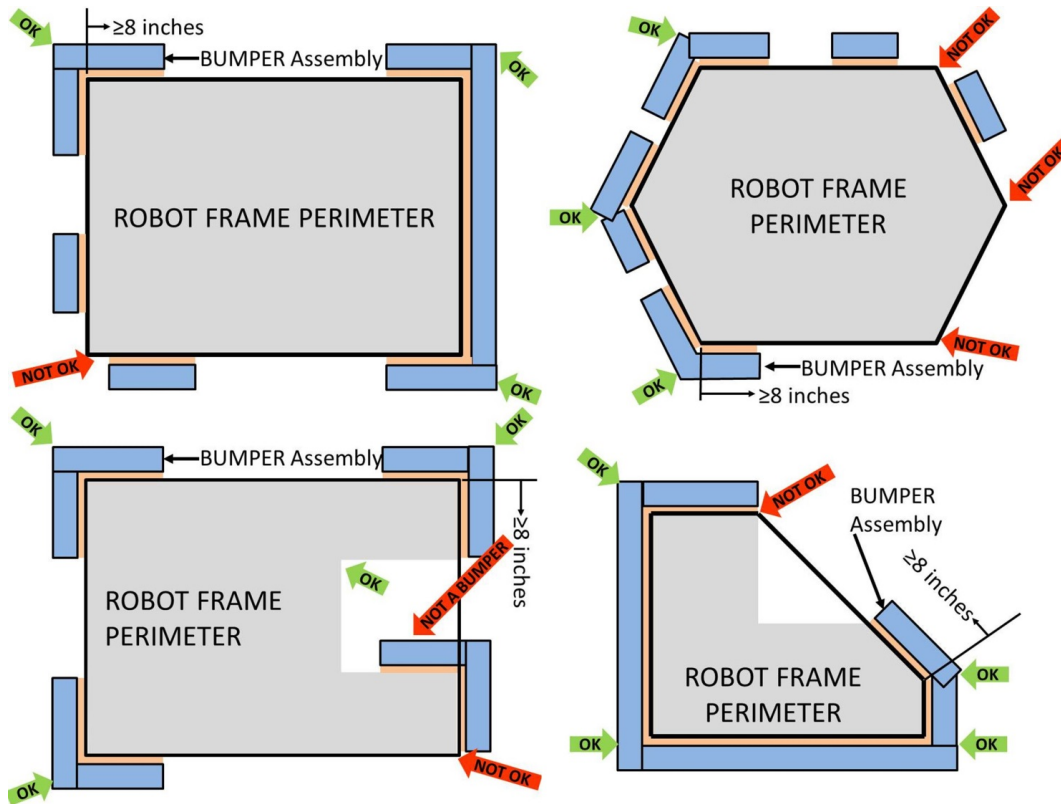 OK
≥8 inches
BUMPER Assembly
OK
ROBOT FRAME PERIMETER
NOT OK
OK
OK
NOT OK
ROBOT FRAME
PERIMETER
NOT OK
OK
NOT OK
BUMPER Assembly
OK
≥8 inches
OK
OK
BUMPER Assembly
≥8 inches
OK
NOT A BUMPER
ROBOT FRAME
PERIMETER
OK
NOT OK
OK
NOT OK
BUMPER
Assembly
≥8 inches
ROBOT FRAME
PERIMETER
OK
OK
OK